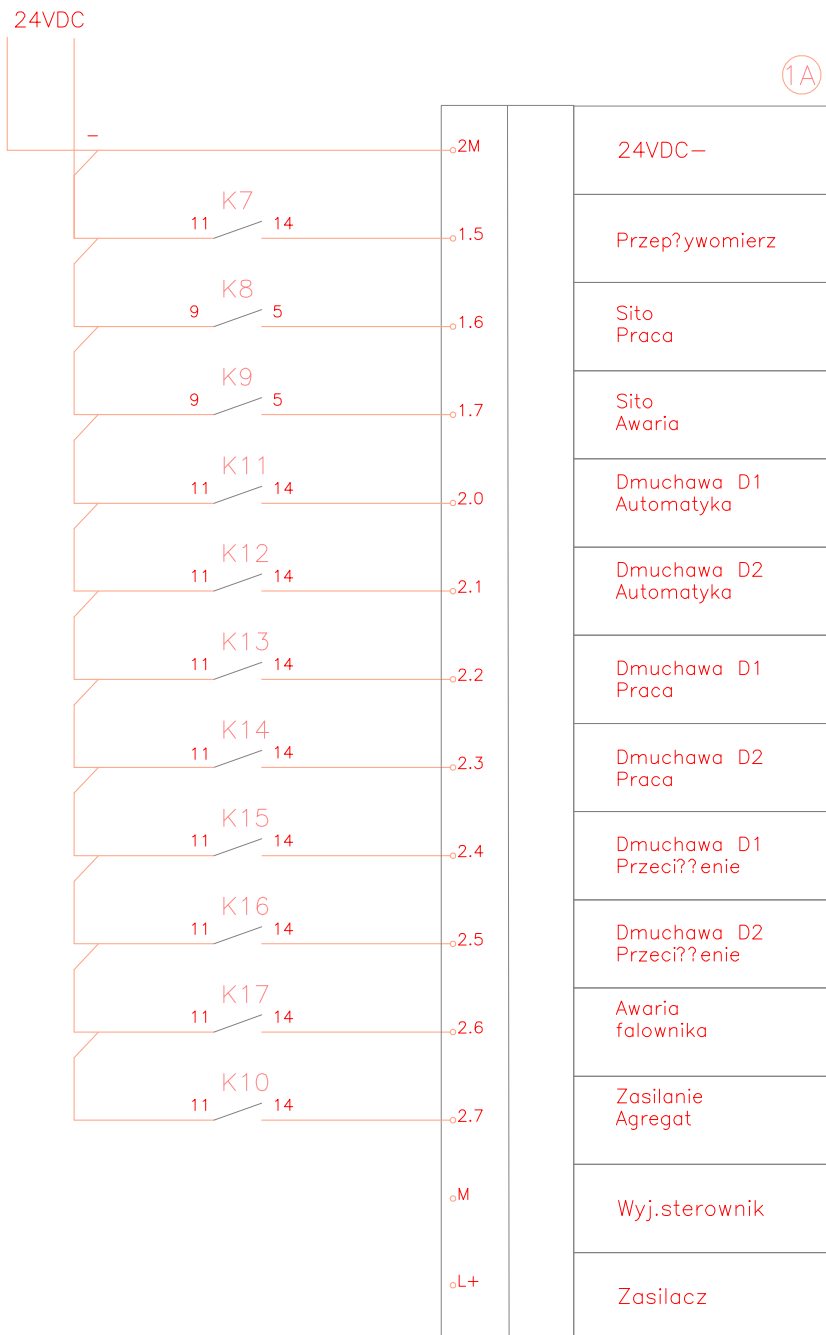 24VDC
1A
–
2M
24VDC–
K7
11
14
1.5
Przep?ywomierz
K8
9
5
1.6
Sito
Praca
K9
9
5
1.7
Sito
Awaria
K11
11
14
2.0
Dmuchawa D1
Automatyka
K12
11
14
2.1
Dmuchawa D2
Automatyka
K13
11
14
2.2
Dmuchawa D1
Praca
K14
11
14
2.3
Dmuchawa D2
Praca
K15
11
14
2.4
Dmuchawa D1
Przeci??enie
K16
11
14
2.5
Dmuchawa D2
Przeci??enie
K17
11
14
2.6
Awaria
falownika
K10
11
14
2.7
Zasilanie
Agregat
M
Wyj.sterownik
L+
Zasilacz